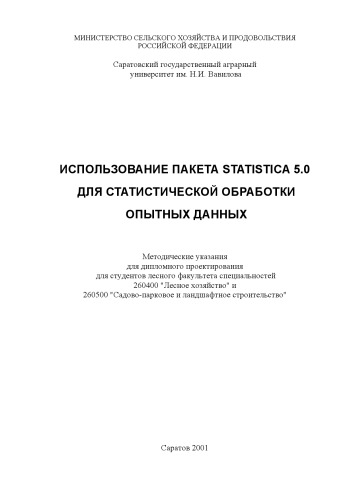 МИНИСТЕРСТВО СЕЛЬСКОГО ХОЗЯЙСТВА И ПРОДОВОЛЬСТВИЯ
РОССИЙСКОЙ ФЕДЕРАЦИИ
Саратовский государственный аграрный
университет им. Н.И. Вавилова
ИСПОЛЬЗОВАНИЕ ПАКЕТА STATISTICA 5.0
ДЛЯ СТАТИСТИЧЕСКОЙ ОБРАБОТКИ
ОПЫТНЫХ ДАННЫХ
Методические указания
для дипломного проектирования
для студентов лесного факультета специальностей
260400 "Лесное хозяйство" и
260500 "Садово-парковое и ландшафтное строительство"
Саратов 2001